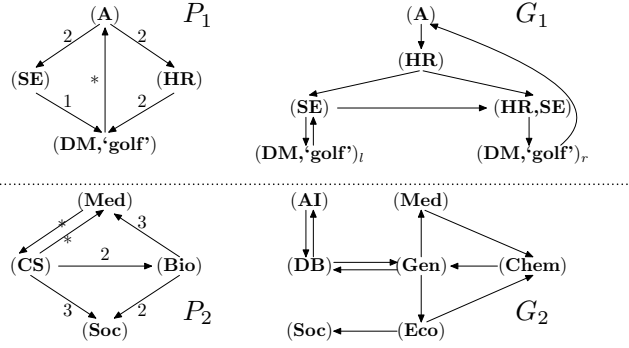 (A) P1 (A) G1
2 2
(HR)
(SE) * (HR) (SE) (HR,SE)
1 2
(DM,‘golf’) (DM,‘golf’)l (DM,‘golf’)r
(Med) (AI) (Med)
* 3
*
(CS) 2 (Bio) (DB) (Gen) (Chem)
3 2
(Soc) P2 (Soc) (Eco) G2